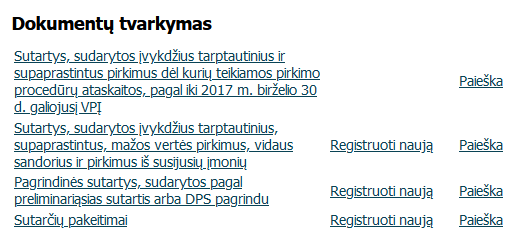 Dokumentų tvarkymas
Sutartys, sudarytos įvykdžius tarptautinius ir
supaprastintus pirkimus dėl kurių teikiamos pirkimo
procedūrų ataskaitos, pagal iki 2017 m. birželio 30
d. galiojusį VPĮ
Paieška
Sutartys, sudarytos įvykdžius tarptautinius,
supaprastintus, mažos vertės pirkimus, vidaus
sandorius ir pirkimus iš susijusių įmonių
Registruoti naują
Paieška
Pagrindinės sutartys, sudarytos pagal
preliminariąsias sutartis arba DPS pagrindu
Registruoti naują
Paieška
Sutarčių pakeitimai
Registruoti naują
Paieška